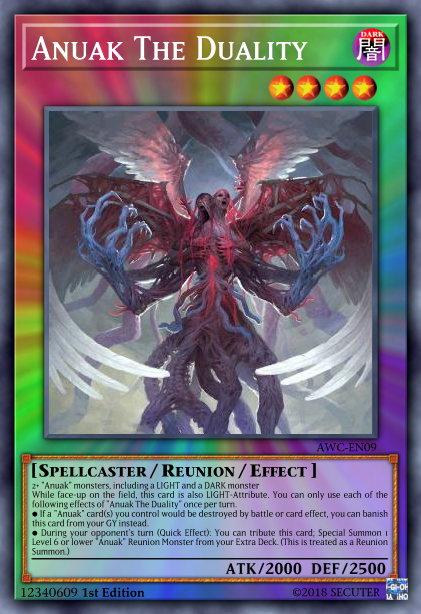 ANUAK THE DUALITY
DARK
闇
AWC-EN09
[SPELLCASTER / REUNION / EFFECT ]
2+ "Anuak" monsters, including a LIGHT and a DARK monster
While face-up on the field, this card is also LIGHT-Attribute. You can only use each of the
following effects of "Anuak The Duality" once per turn.
● If a "Anuak" card(s) you control would be destroyed by battle or card effect, you can banish
this card from your GY instead.
● During your opponent's turn (Quick Effect): You can tribute this card; Special Summon 1
Level 6 or lower "Anuak" Reunion Monster from your Extra Deck. (This is treated as a Reunion
Summon.)
ATK/2000 DEF/2500
12340609 1st Edition ©2018 SECUTER